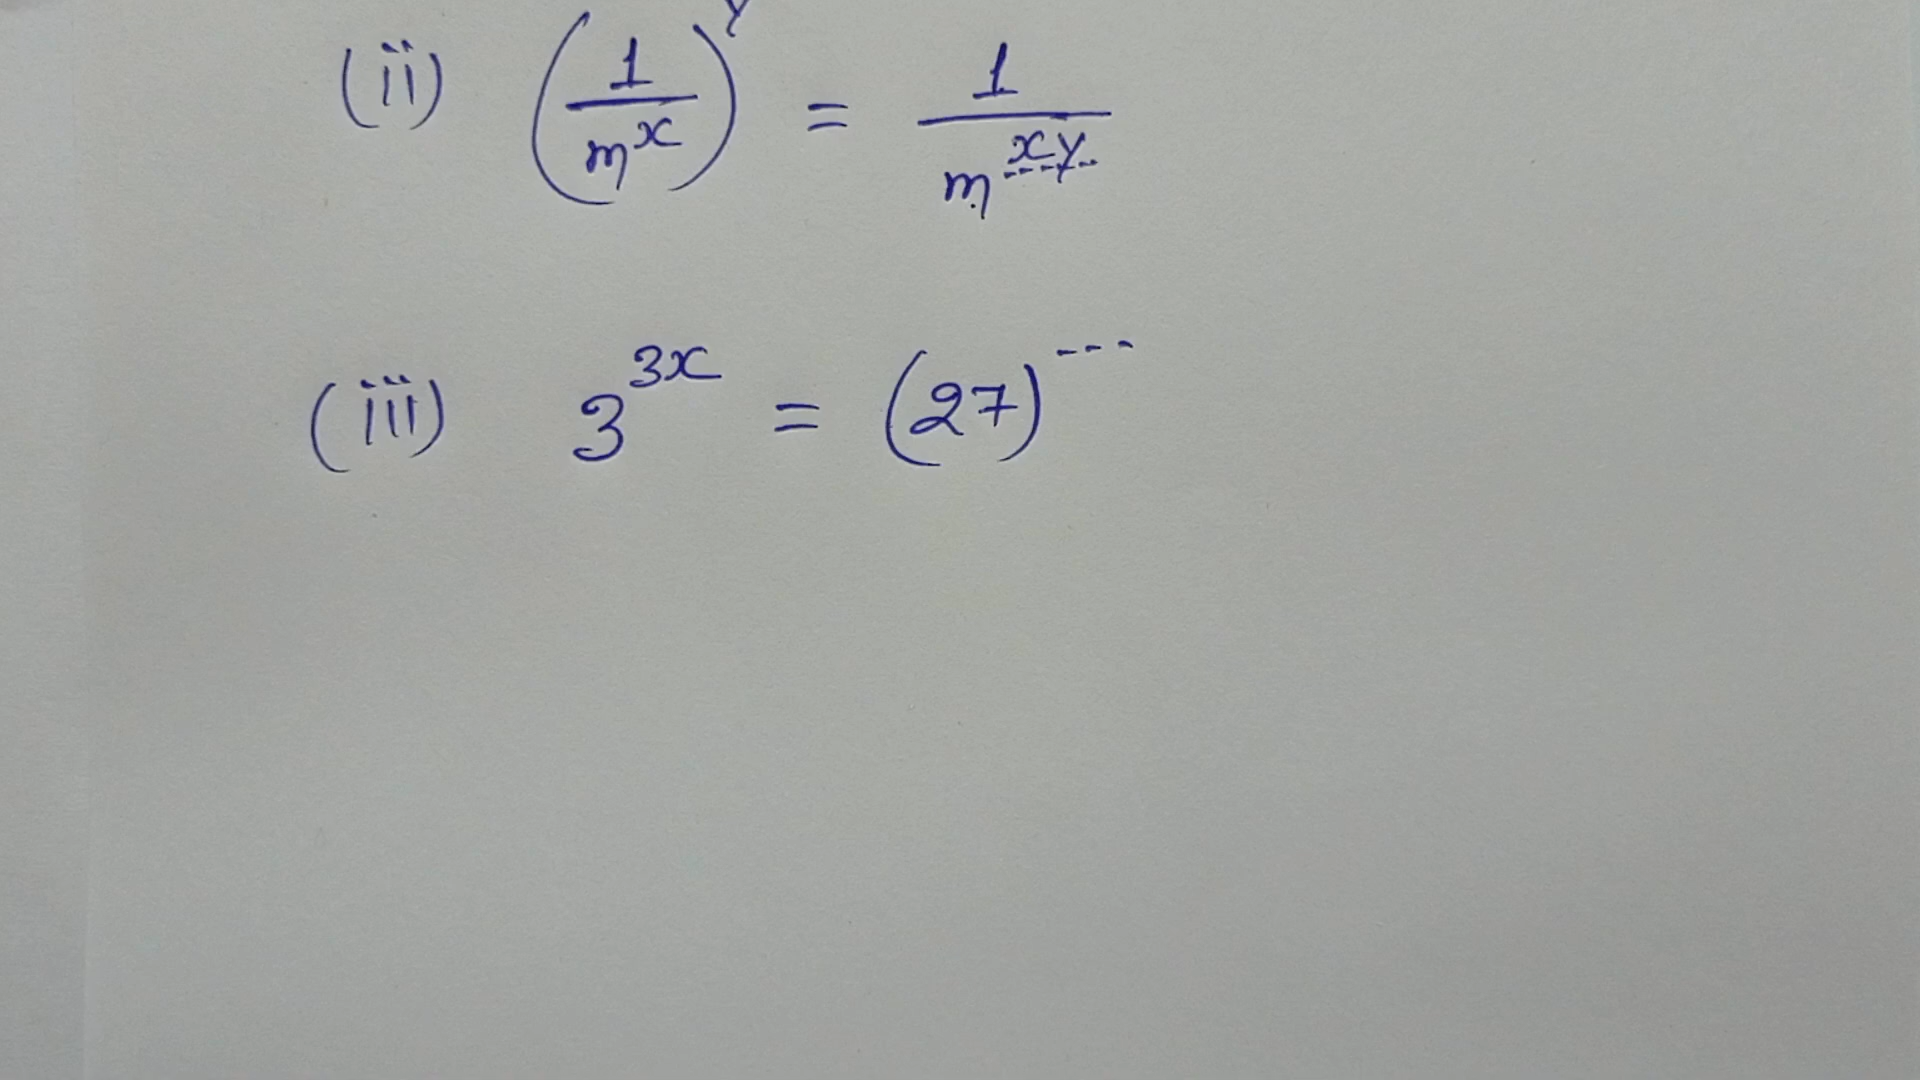 (ii) (1/m^x)^y = 1/m^xy
(iii) 3^3x = (27)^---